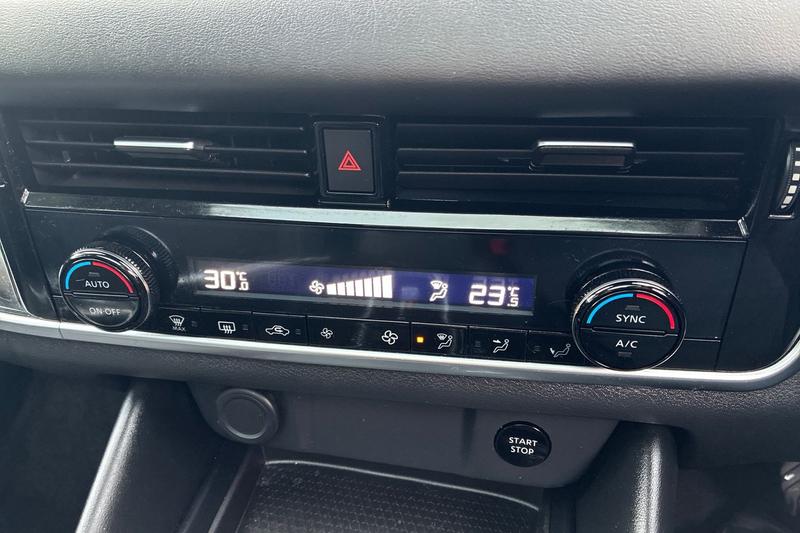 30.0°C
23.5°C
AUTO
ON·OFF
MAX
SYNC
A/C
START
STOP